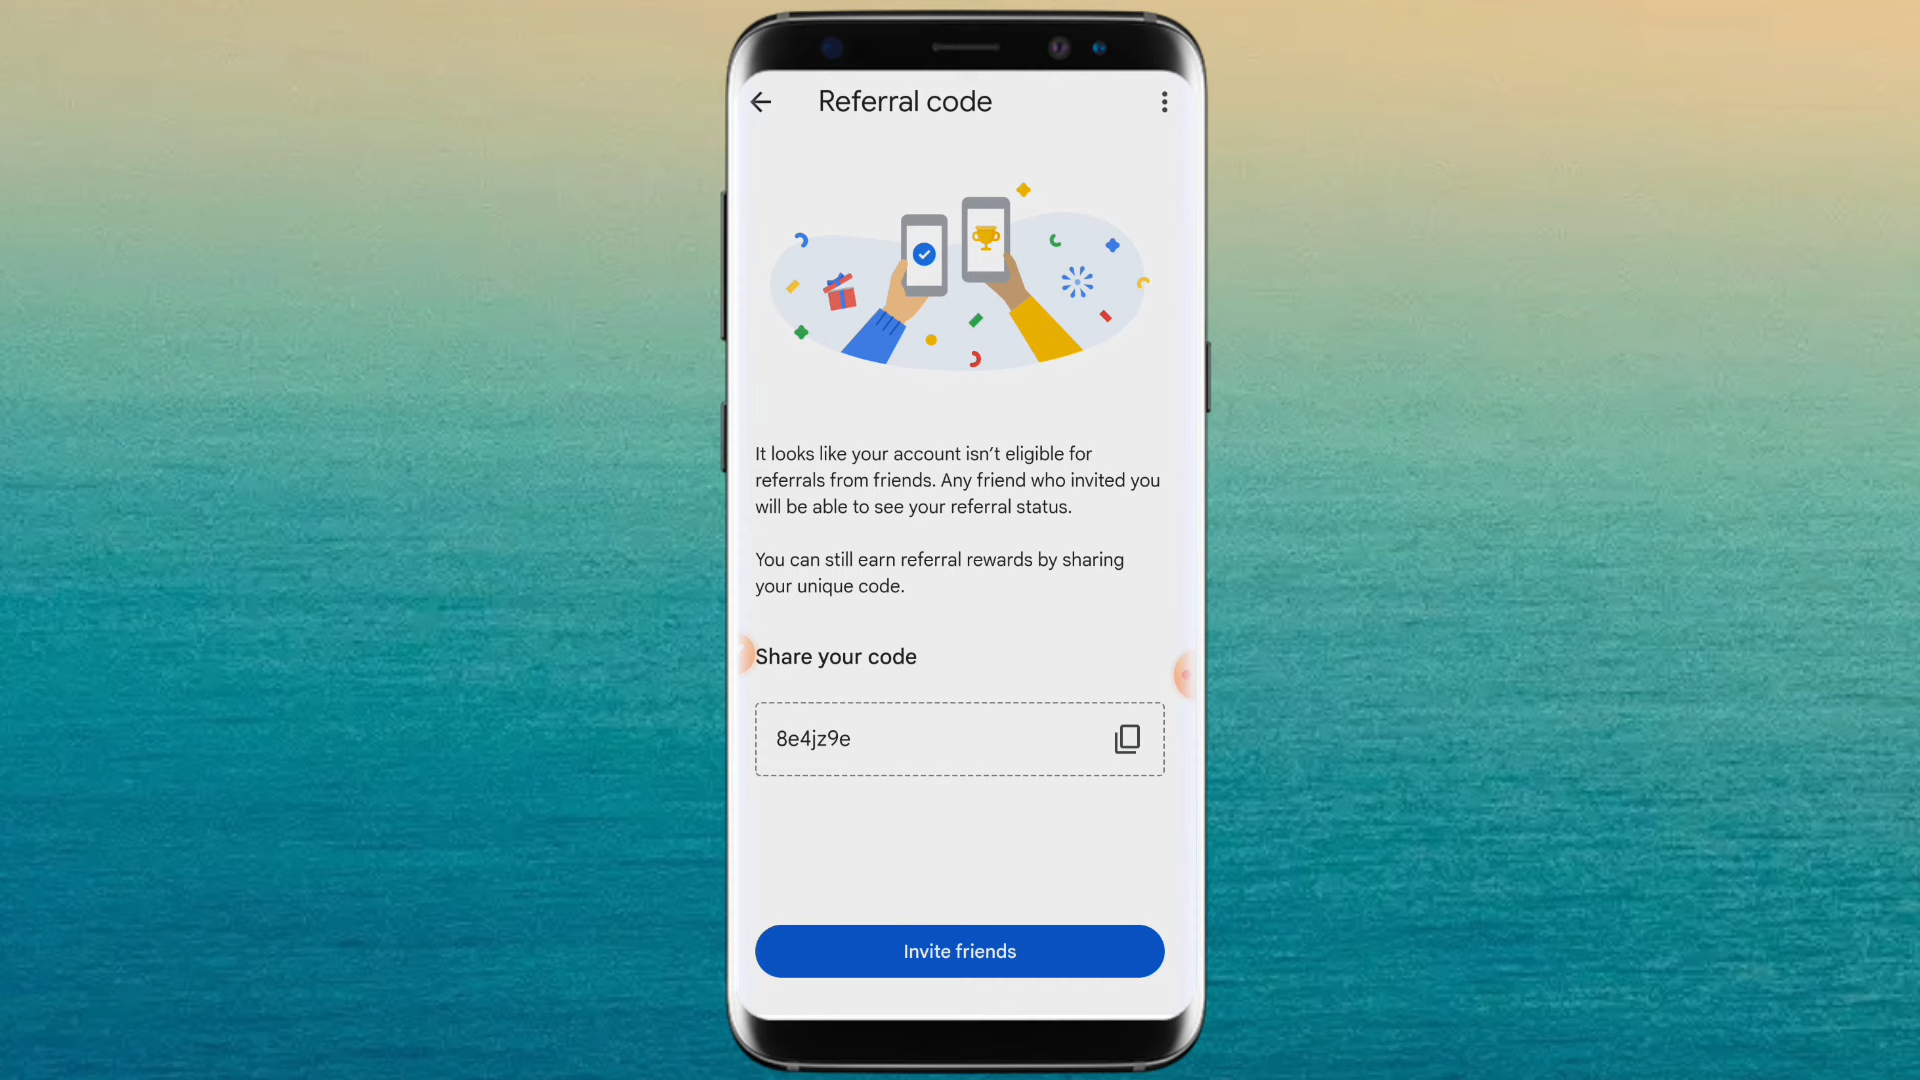 Referral code
It looks like your account isn’t eligible for
referrals from friends. Any friend who invited you
will be able to see your referral status.
You can still earn referral rewards by sharing
your unique code.
Share your code
8e4jz9e
Invite friends